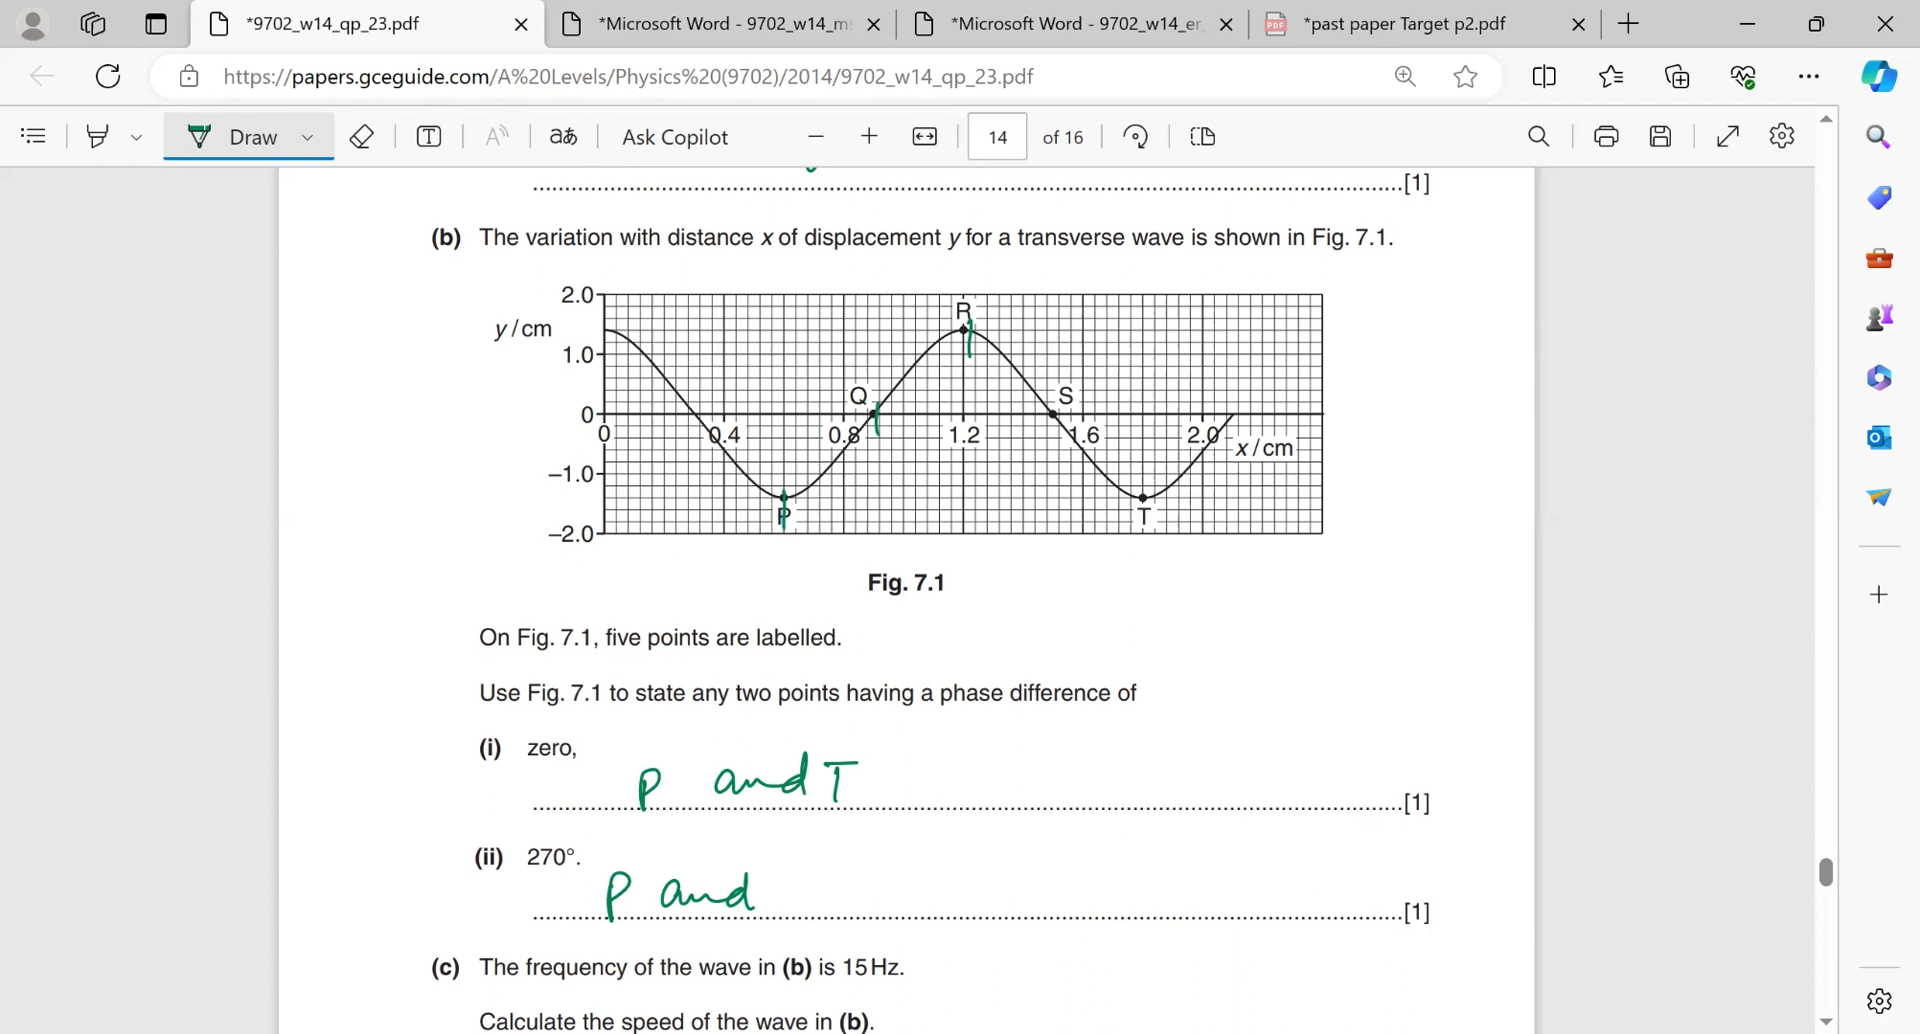 *9702_w14_qp_23.pdf
*Microsoft Word - 9702_w14_ms
*Microsoft Word - 9702_w14_er.
*past paper Target p2.pdf
https://papers.gceguide.com/A%20Levels/Physics%20(9702)/2014/9702_w14_qp_23.pdf
Draw
T
A
aあ
Ask Copilot
14
of 16
[1]
(b) The variation with distance x of displacement y for a transverse wave is shown in Fig. 7.1.
2.0
R
y/cm
1.0
Q
S
0
0
0.4
0.8
1.2
1.6
2.0
x/cm
–1.0
P
T
–2.0
Fig. 7.1
On Fig. 7.1, five points are labelled.
Use Fig. 7.1 to state any two points having a phase difference of
(i) zero,
P and T
[1]
(ii) 270°.
P and
[1]
(c) The frequency of the wave in (b) is 15 Hz.
Calculate the speed of the wave in (b).